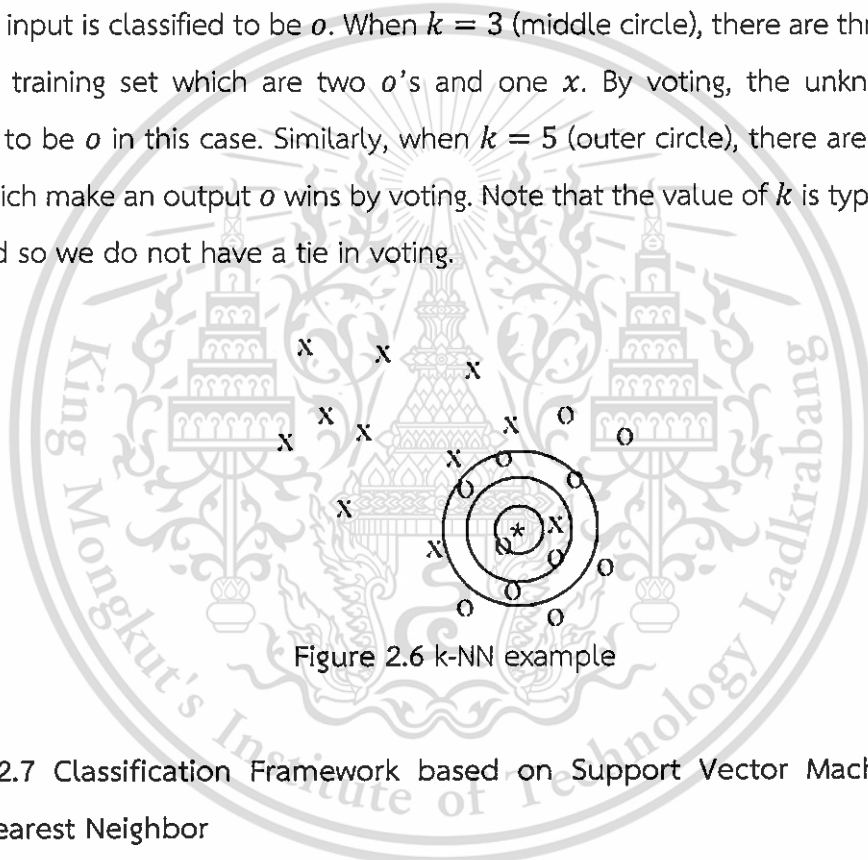 input is classified to be o. When k = 3 (middle circle), there are thr
training set which are two o's and one x. By voting, the unkn
to be o in this case. Similarly, when k = 5 (outer circle), there are
ich make an output o wins by voting. Note that the value of k is typ
d so we do not have a tie in voting.
x x x
x x x x o o
x o
o o
x * x
x o o o
o o o
Figure 2.6 k-NN example
2.7 Classification Framework based on Support Vector Mach
earest Neighbor
King Mongkut's Institute of Technology Ladkrabang